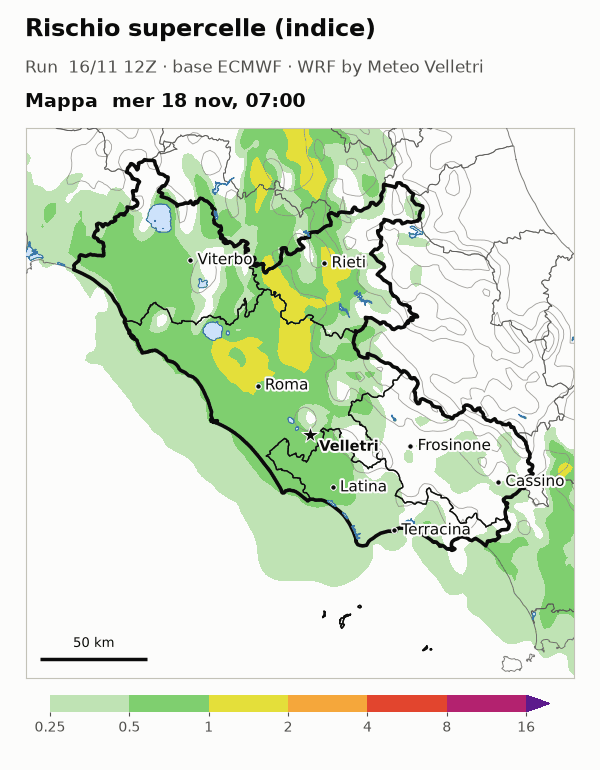 Rischio supercelle (indice)
Run  16/11 12Z · base ECMWF · WRF by Meteo Velletri
Mappa  mer 18 nov, 07:00
Viterbo
Rieti
Roma
Velletri
Frosinone
Cassino
Latina
Terracina
50 km
0.25 0.5 1 2 4 8 16